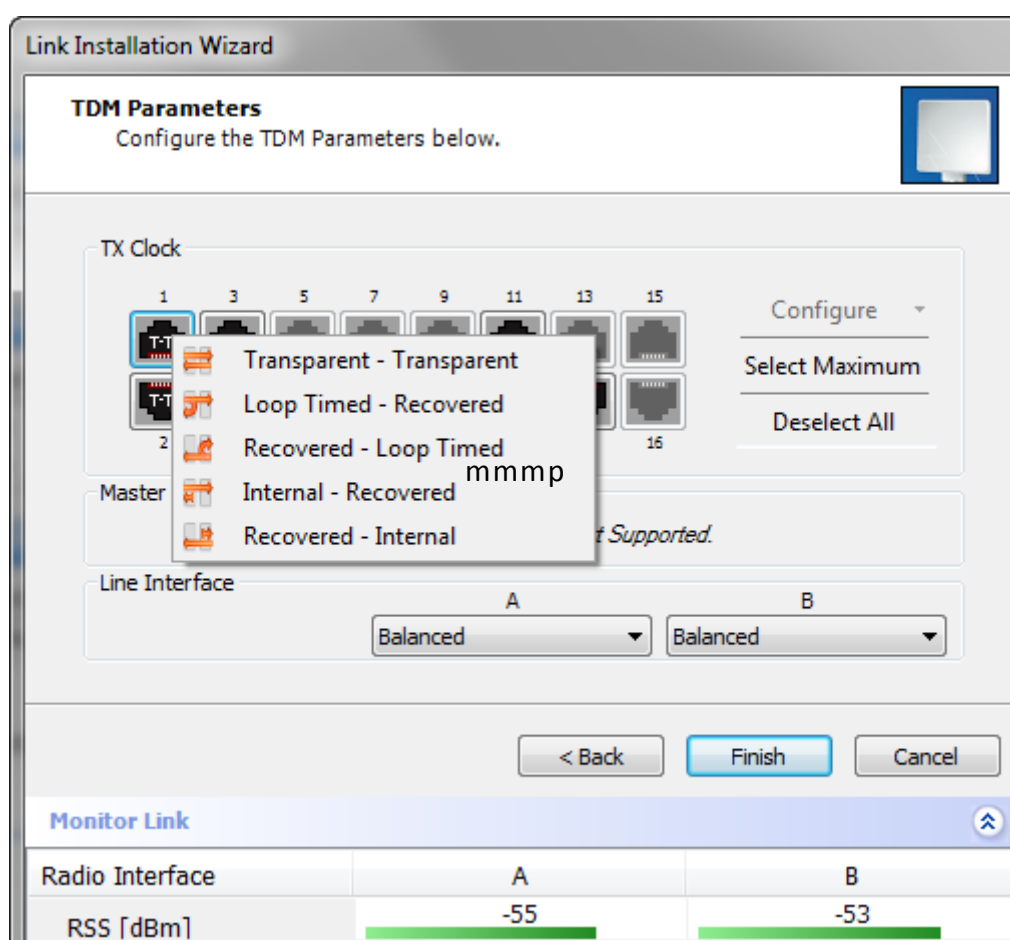 Link Installation Wizard
TDM Parameters
Configure the TDM Parameters below.
TX Clock
1 3 5 7 9 11 13 15
Configure
T-T
Transparent - Transparent
Select Maximum
Loop Timed - Recovered
T-T
Deselect All
2
16
Recovered - Loop Timed
mmmp
Master
Internal - Recovered
Recovered - Internal
Supported.
Line Interface
A B
Balanced Balanced
< Back Finish Cancel
Monitor Link
Radio Interface A B
RSS [dBm] -55 -53